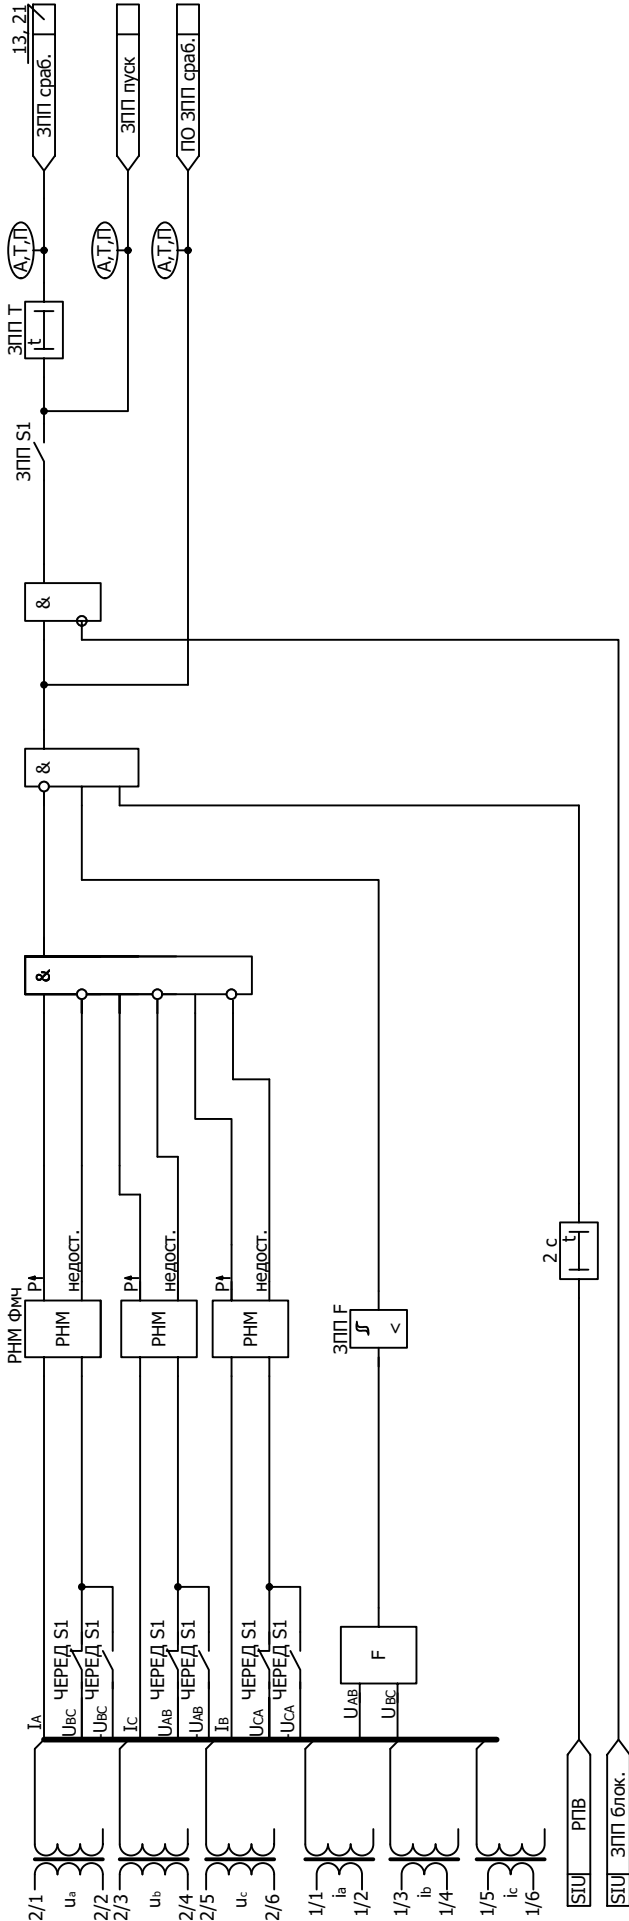 13, 21
ЗПП сраб.
ЗПП пуск
ПО ЗПП сраб.
А,Т,П
А,Т,П
А,Т,П
ЗПП Т
t
ЗПП S1
&
&
&
РНМ Фмч
P
недост.
P
недост.
P
недост.
РНМ
РНМ
РНМ
ЗПП F
<
2 с
t
ЧЕРЕД S1
ЧЕРЕД S1
ЧЕРЕД S1
ЧЕРЕД S1
ЧЕРЕД S1
ЧЕРЕД S1
F
IA
UBC
-UBC
IC
UAB
-UAB
IB
UCA
-UCA
UAB
UBC
2/1
ua
2/2
2/3
ub
2/4
2/5
uc
2/6
1/1
ia
1/2
1/3
ib
1/4
1/5
ic
1/6
SIU РПВ
SIU ЗПП блок.